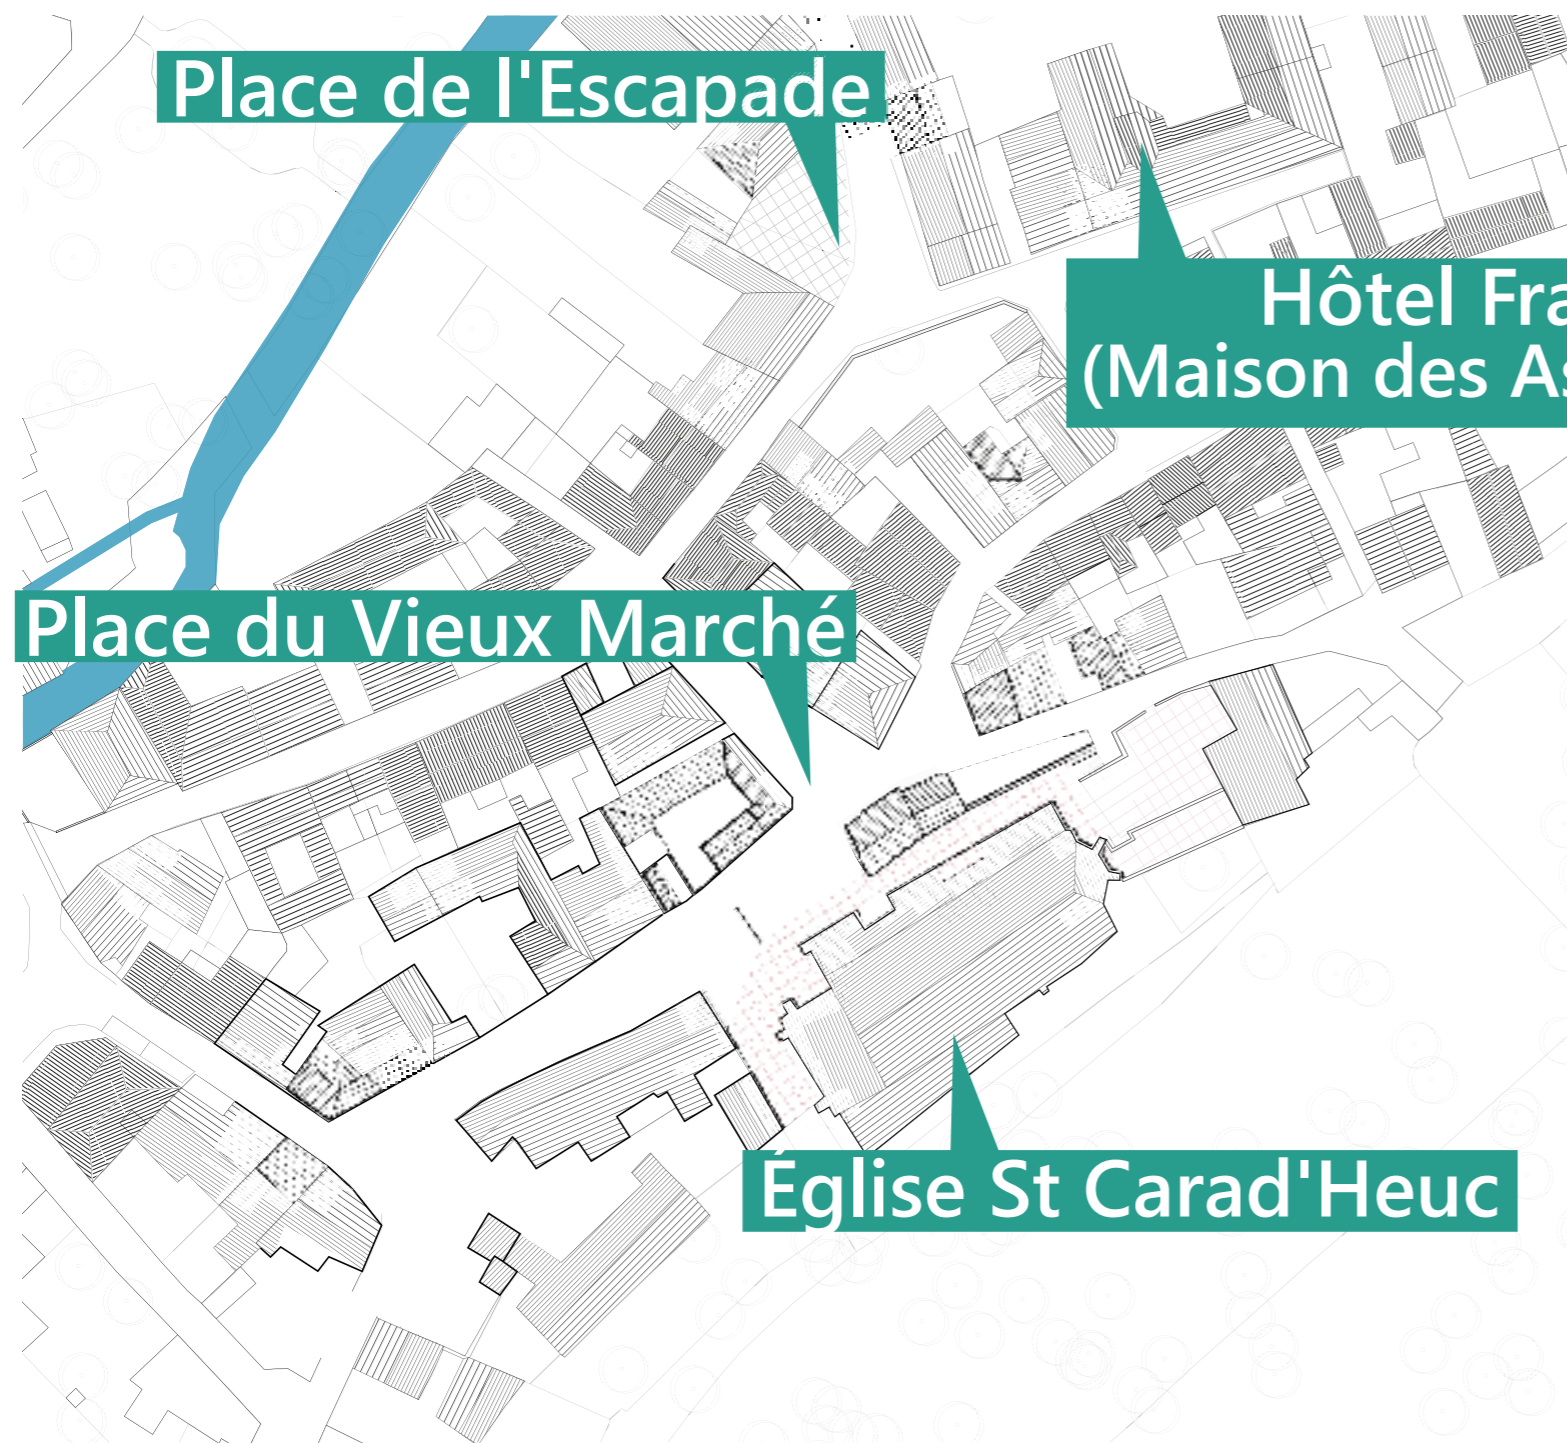 Place de l'Escapade
Hôtel Fra
(Maison des As
Place du Vieux Marché
Église St Carad'Heuc